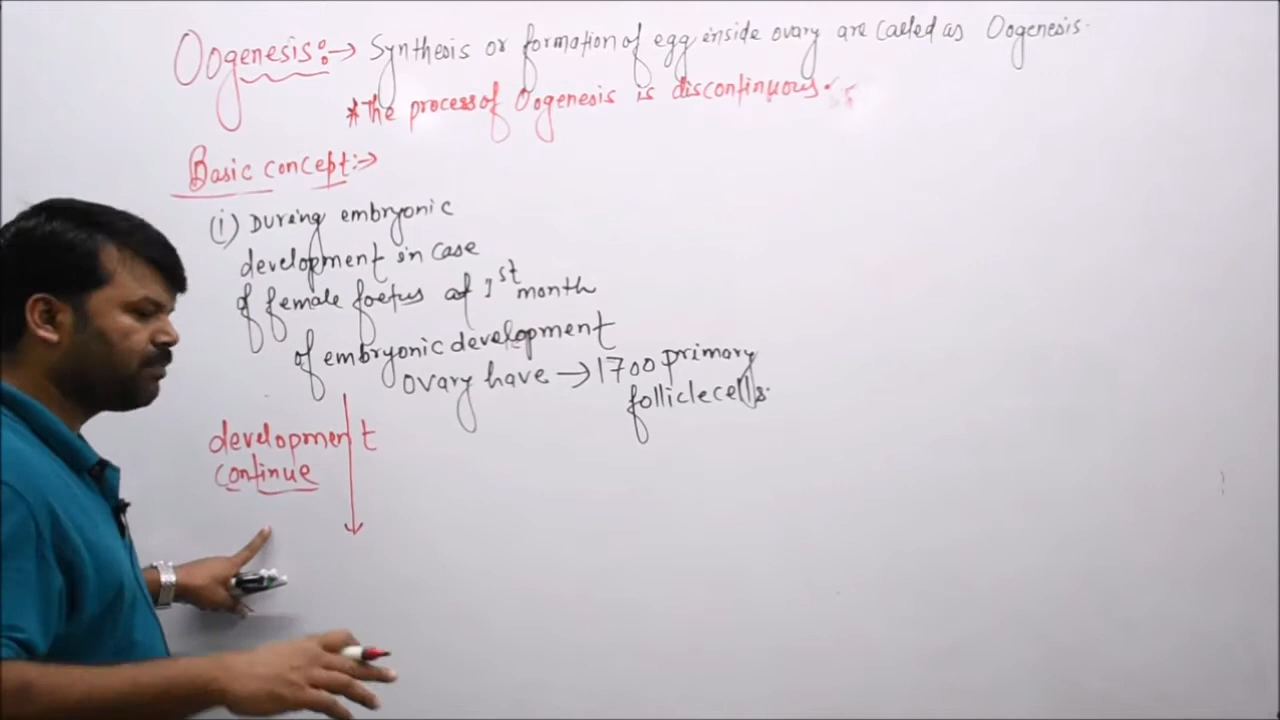 Oogenesis:→ Synthesis or formation of egg inside ovary are called as Oogenesis.
*The process of Oogenesis is discontinuous.
Basic concept:→
(i) During embryonic
development in case
of female foetus at 1st month
of embryonic development
ovary have → 1700 primary
follicle cells.
development
continue